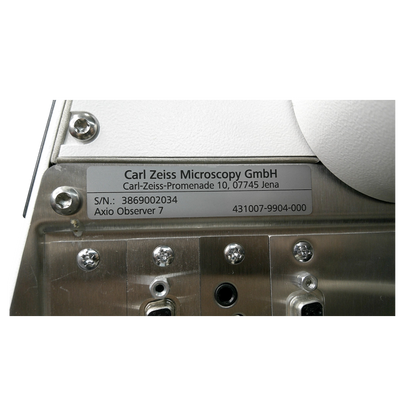 Carl Zeiss Microscopy GmbH
Carl-Zeiss-Promenade 10, 07745 Jena
S/N.: 3869002034
Axio Observer 7 431007-9904-000